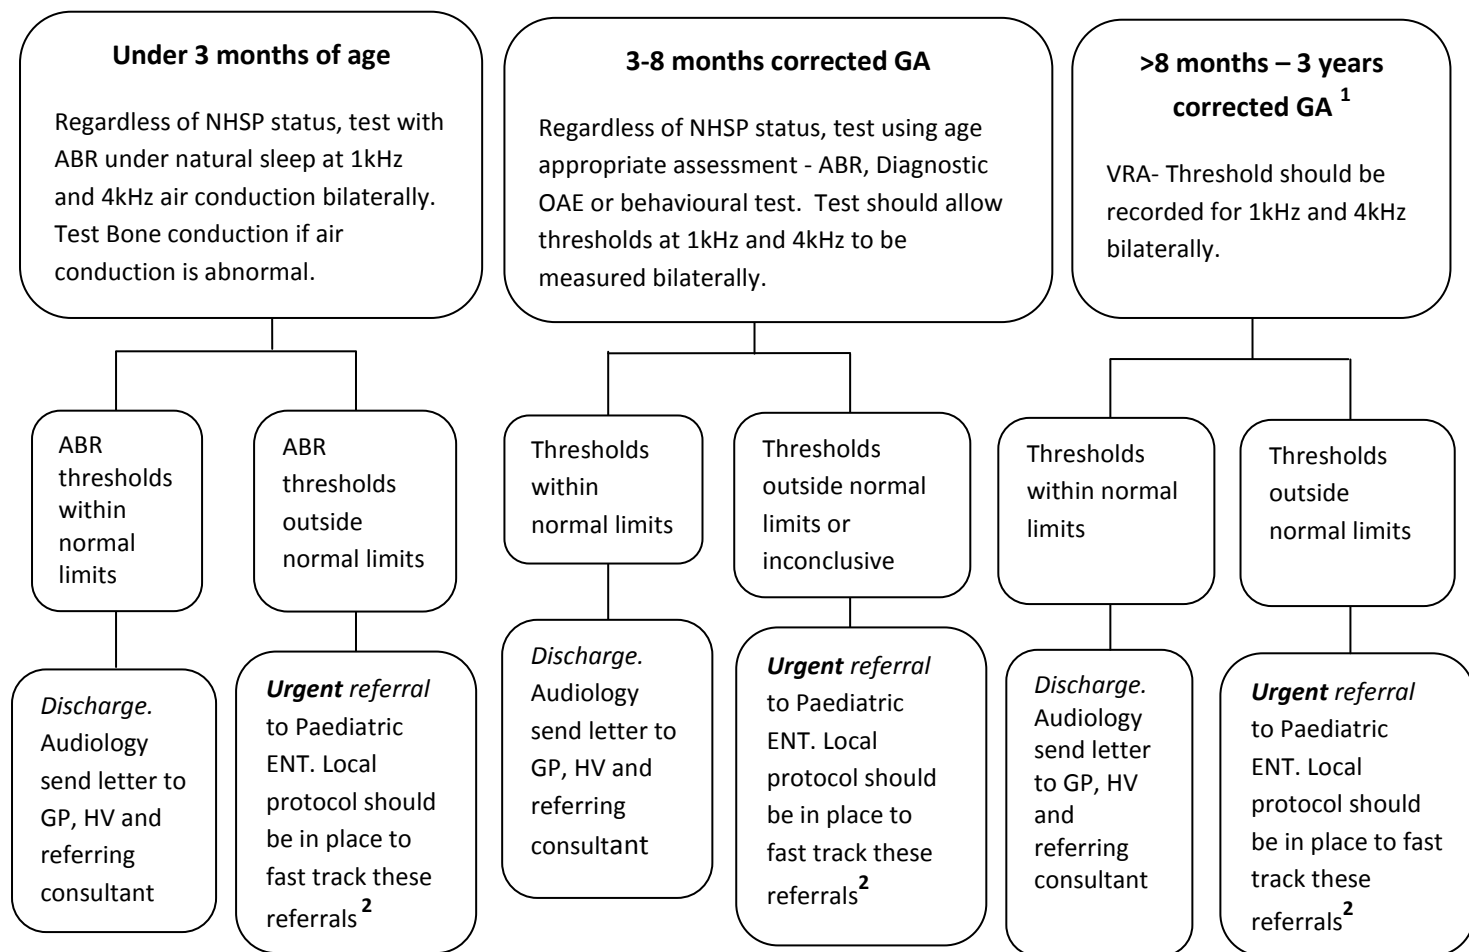 Under 3 months of age
Regardless of NHSP status, test with
ABR under natural sleep at 1kHz
and 4kHz air conduction bilaterally.
Test Bone conduction if air
conduction is abnormal.
3-8 months corrected GA
Regardless of NHSP status, test using age
appropriate assessment - ABR, Diagnostic
OAE or behavioural test.  Test should allow
thresholds at 1kHz and 4kHz to be
measured bilaterally.
>8 months – 3 years
corrected GA 1
VRA- Threshold should be
recorded for 1kHz and 4kHz
bilaterally.
ABR
thresholds
within
normal
limits
ABR
thresholds
outside
normal limits
Thresholds
within
normal limits
Thresholds
outside normal
limits or
inconclusive
Thresholds
within normal
limits
Thresholds
outside
normal limits
Discharge.
Audiology
send letter to
GP, HV and
referring
consultant
Urgent referral
to Paediatric
ENT. Local
protocol should
be in place to
fast track these
referrals 2
Discharge.
Audiology
send letter to
GP, HV and
referring
consultant
Urgent referral
to Paediatric
ENT. Local
protocol should
be in place to
fast track these
referrals2
Discharge.
Audiology
send letter
to GP, HV
and
referring
consultant
Urgent referral
to Paediatric
ENT. Local
protocol should
be in place to fast
track these
referrals2